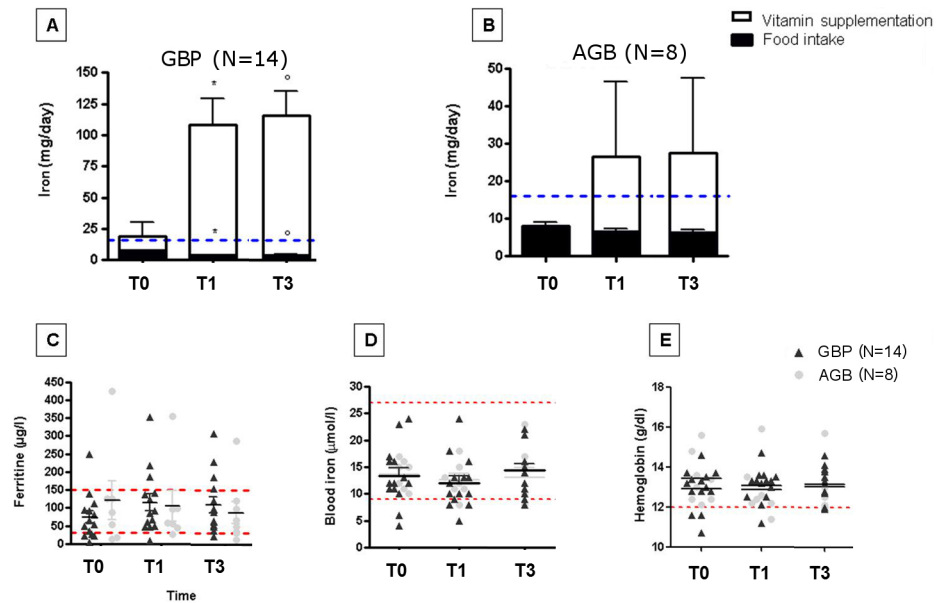 A
GBP (N=14)
Iron (mg/day)
150
125
100
75
50
25
0
*
°
*
°
T0 T1 T3
B
AGB (N=8)
Iron (mg/day)
50
40
30
20
10
0
T0 T1 T3
Vitamin supplementation
Food intake
C
Ferritine (µg/l)
450
400
350
300
250
200
150
100
50
0
T0 T1 T3
Time
D
Blood iron (µmol/l)
30
25
20
15
10
5
0
T0 T1 T3
E
GBP (N=14)
AGB (N=8)
Hemoglobin (g/dl)
18
16
14
12
10
T0 T1 T3